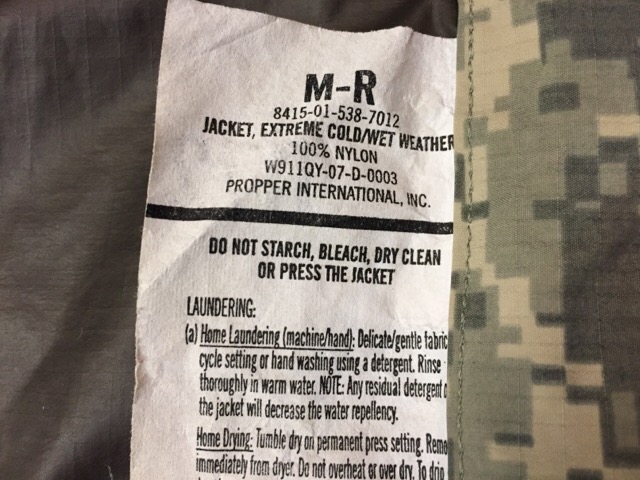 M-R
8415-01-538-7012
JACKET, EXTREME COLD/WET WEATHER
100% NYLON
W911QY-07-D-0003
PROPPER INTERNATIONAL, INC.
DO NOT STARCH, BLEACH, DRY CLEAN
OR PRESS THE JACKET
LAUNDERING:
(a) Home Laundering (machine/hand): Delicate/gentle fabric
cycle setting or hand washing using a detergent. Rinse
thoroughly in warm water. NOTE: Any residual detergent
the jacket will decrease the water repellency.
Home Drying: Tumble dry on permanent press setting.
immediately from dryer. Do not overheat or over dry. To drip